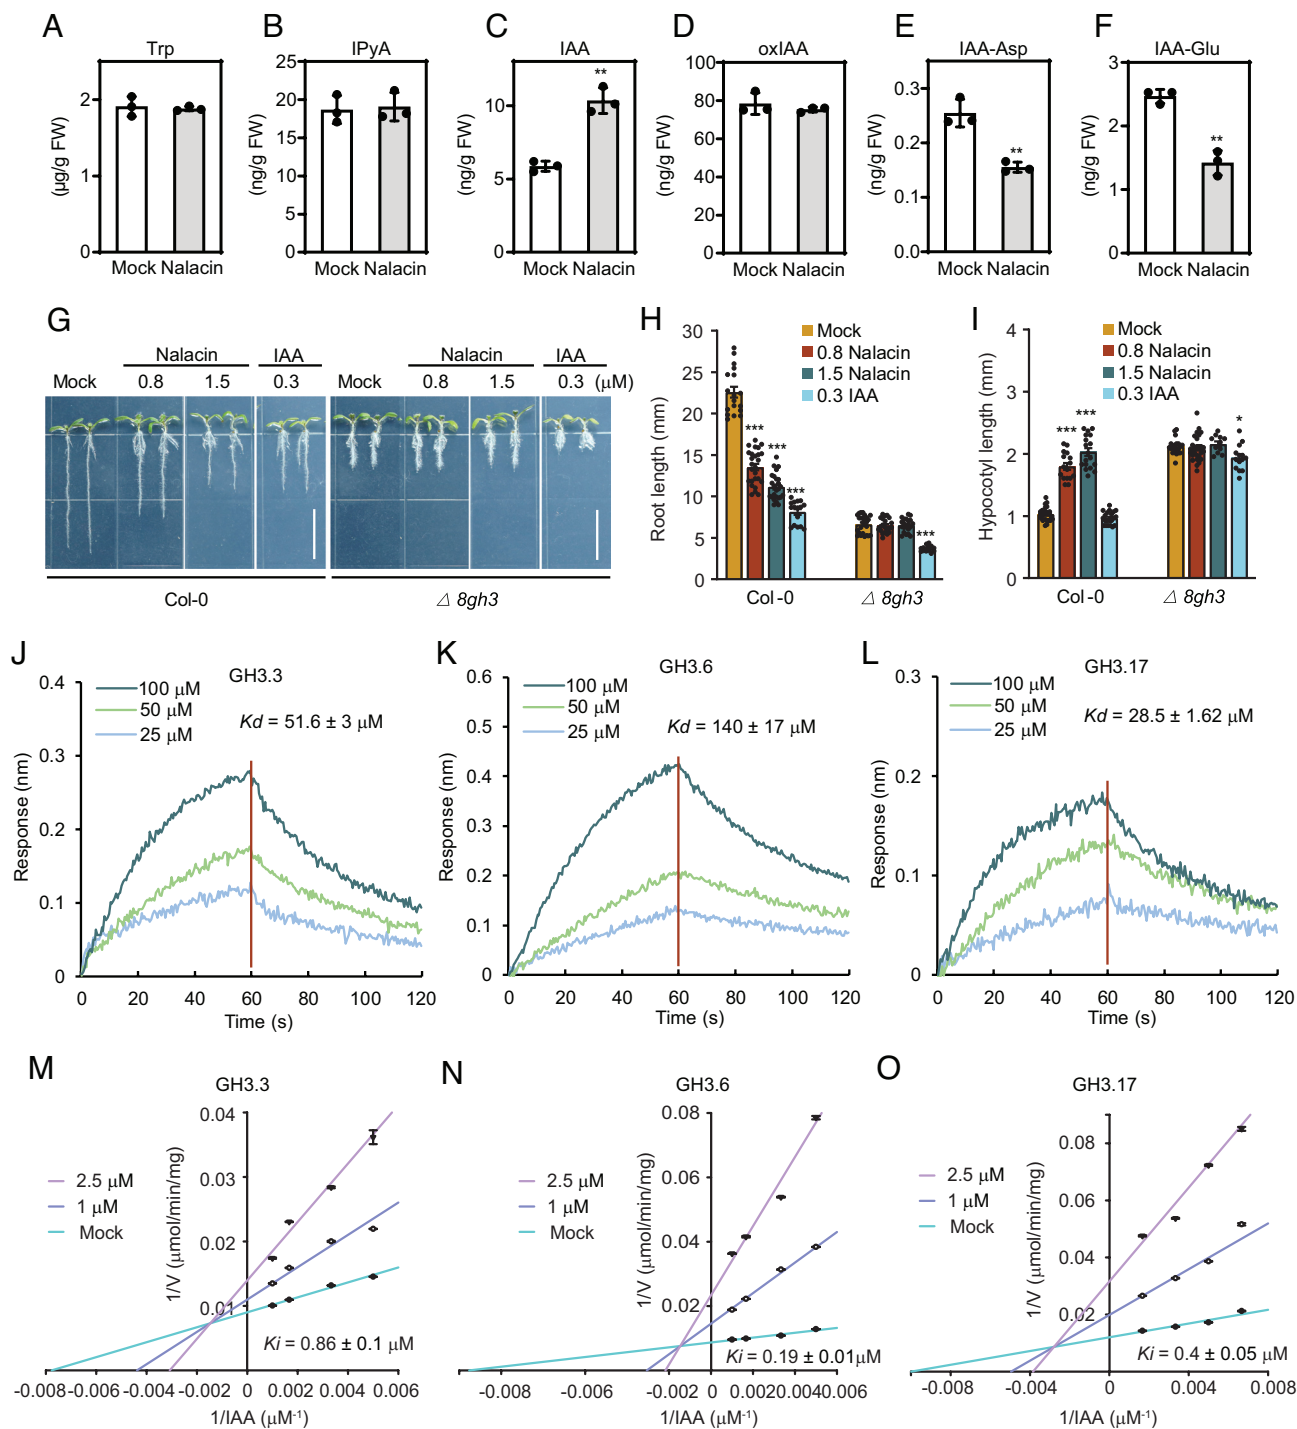 A B C D E F
Trp IPyA IAA oxIAA IAA-Asp IAA-Glu
(µg/g FW) 2 1 0 Mock Nalacin
(ng/g FW) 25 20 15 10 5 0 Mock Nalacin
(ng/g FW) 10 5 0 ** Mock Nalacin
(ng/g FW) 100 80 60 40 20 0 Mock Nalacin
(ng/g FW) 0.3 0.2 0.1 0.0 ** Mock Nalacin
(ng/g FW) 3 2 1 0 ** Mock Nalacin
G
Nalacin IAA Nalacin IAA
Mock 0.8 1.5 0.3 Mock 0.8 1.5 0.3 (µM)
Col-0 △ 8gh3
H
Root length (mm)
30 25 20 15 10 5 0
Mock
0.8 Nalacin
1.5 Nalacin
0.3 IAA
*** *** *** ***
Col-0 △ 8gh3
I
Hypocotyl length (mm)
4 3 2 1 0
Mock
0.8 Nalacin
1.5 Nalacin
0.3 IAA
*** *** *
Col-0 △ 8gh3
J
GH3.3
100 µM
50 µM
25 µM
Kd = 51.6 ± 3 µM
Response (nm)
0.4 0.3 0.2 0.1 0
0 20 40 60 80 100 120
Time (s)
K
GH3.6
100 µM
50 µM
25 µM
Kd = 140 ± 17 µM
Response (nm)
0.6 0.5 0.4 0.3 0.2 0.1 0
0 20 40 60 80 100 120
Time (s)
L
GH3.17
100 µM
50 µM
25 µM
Kd = 28.5 ± 1.62 µM
Response (nm)
0.3 0.2 0.1 0
0 20 40 60 80 100 120
Time (s)
M
GH3.3
2.5 µM
1 µM
Mock
1/V (µmol/min/mg)
0.04 0.03 0.02 0.01
Ki = 0.86 ± 0.1 µM
-0.008 -0.006 -0.004 -0.002 0 0.002 0.004 0.006
1/IAA (µM-1)
N
GH3.6
2.5 µM
1 µM
Mock
1/V (µmol/min/mg)
0.08 0.06 0.04 0.02
Ki = 0.19 ± 0.01µM
-0.008 -0.006 -0.004 -0.002 0 0.002 0.004 0.006
1/IAA (µM-1)
O
GH3.17
2.5 µM
1 µM
Mock
1/V (µmol/min/mg)
0.08 0.06 0.04 0.02
Ki = 0.4 ± 0.05 µM
-0.008 -0.004 0 0.004 0.008
1/IAA (µM-1)